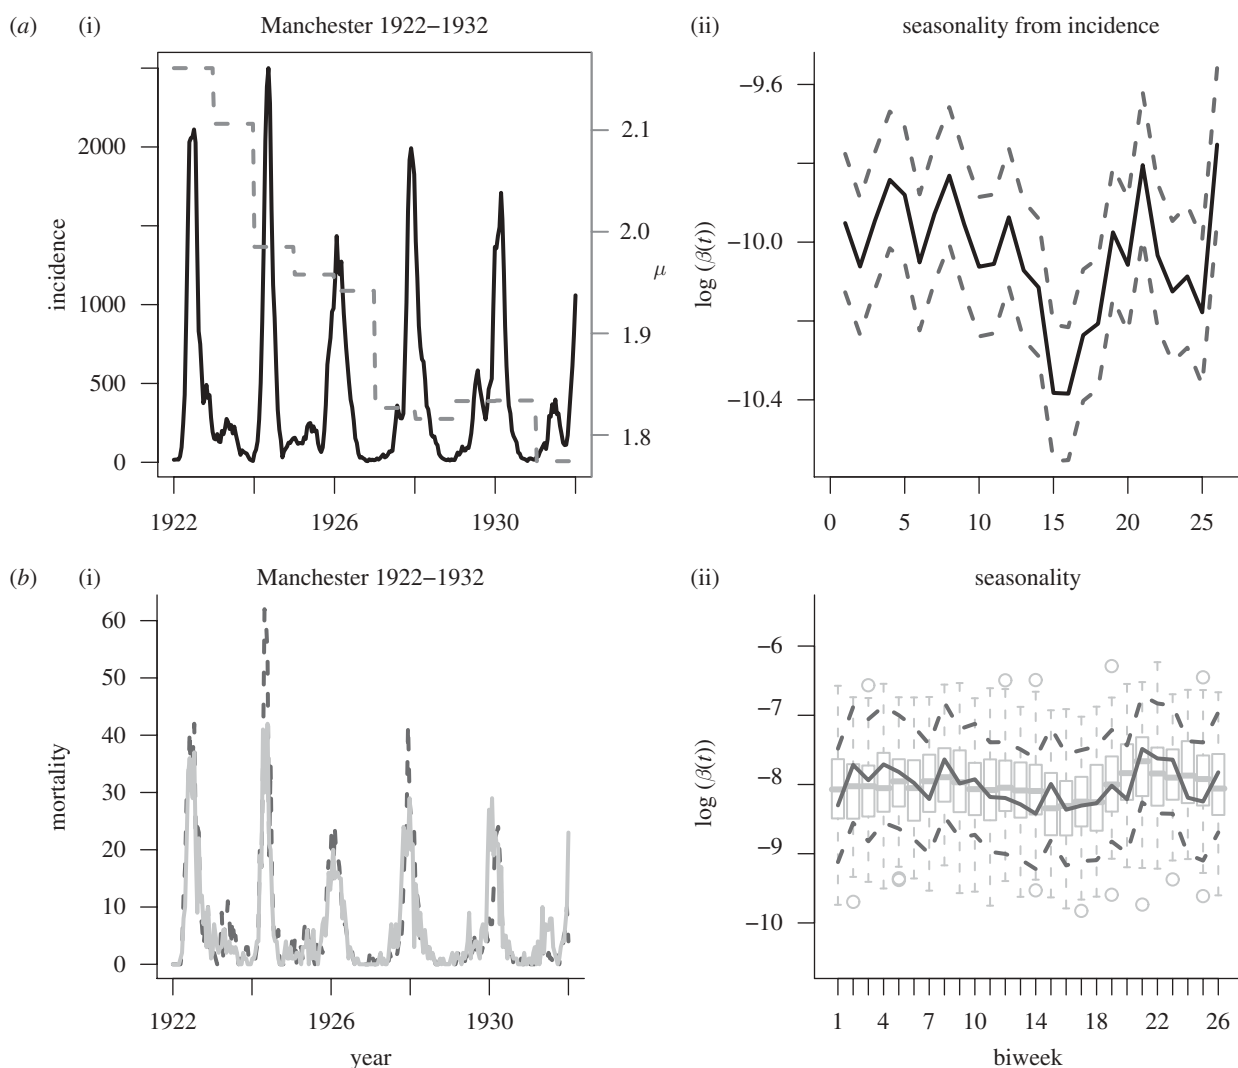 (a) (i) Manchester 1922–1932
incidence
2000
1000
500
0
2.1
2.0
1.9
1.8
μ
1922 1926 1930
(ii) seasonality from incidence
log (β(t))
−9.6
−10.0
−10.4
0 5 10 15 20 25
(b) (i) Manchester 1922–1932
mortality
60
50
40
30
20
10
0
1922 1926 1930
year
(ii) seasonality
log (β(t))
−6
−7
−8
−9
−10
1 4 7 10 14 18 22 26
biweek